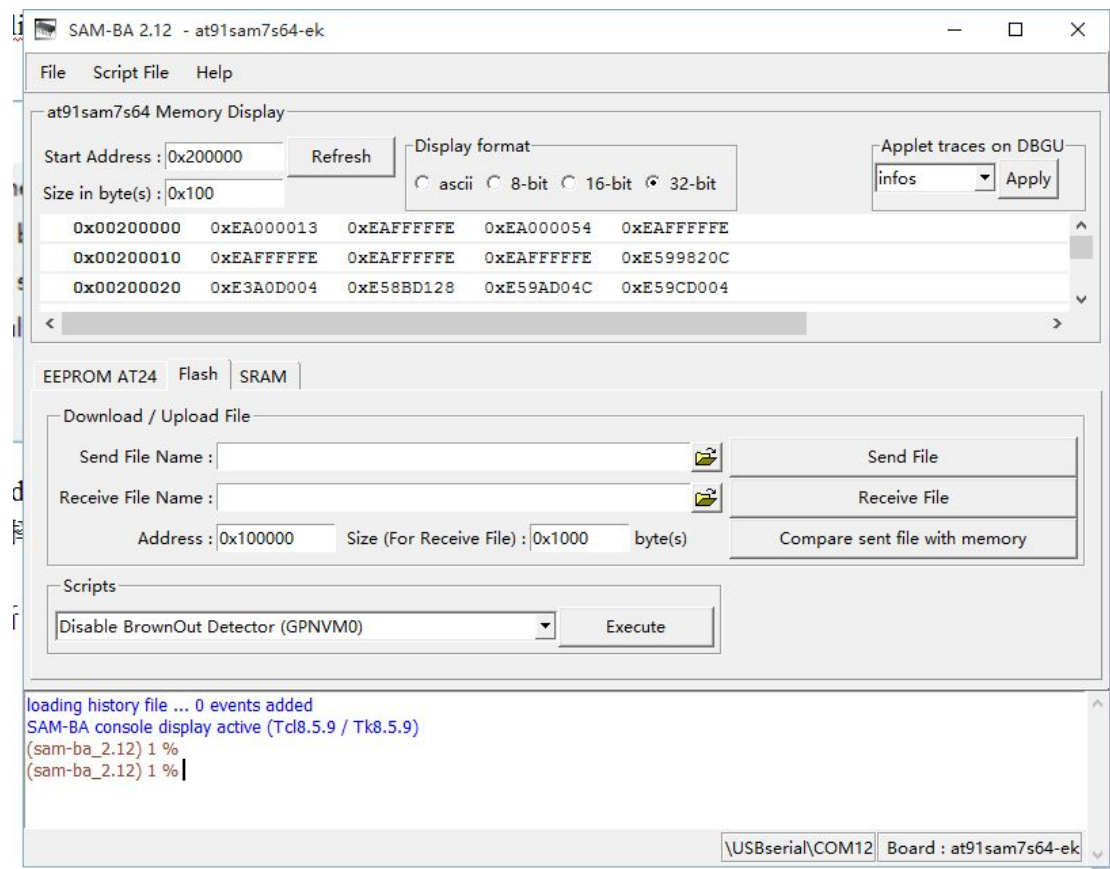 SAM-BA 2.12 - at91sam7s64-ek
File Script File Help
at91sam7s64 Memory Display
Start Address : 0x200000 Refresh
Size in byte(s) : 0x100
Display format
ascii 8-bit 16-bit 32-bit
Applet traces on DBGU
infos Apply
0x00200000 0xEA000013 0xEAFFFFFE 0xEA000054 0xEAFFFFFE
0x00200010 0xEAFFFFFE 0xEAFFFFFE 0xEAFFFFFE 0xE599820C
0x00200020 0xE3A0D004 0xE58BD128 0xE59AD04C 0xE59CD004
EEPROM AT24 Flash SRAM
Download / Upload File
Send File Name : Send File
Receive File Name : Receive File
Address : 0x100000 Size (For Receive File) : 0x1000 byte(s) Compare sent file with memory
Scripts
Disable BrownOut Detector (GPNVM0) Execute
loading history file ... 0 events added
SAM-BA console display active (Tcl8.5.9 / Tk8.5.9)
(sam-ba_2.12) 1 %
(sam-ba_2.12) 1 %
\USBserial\COM12 Board : at91sam7s64-ek